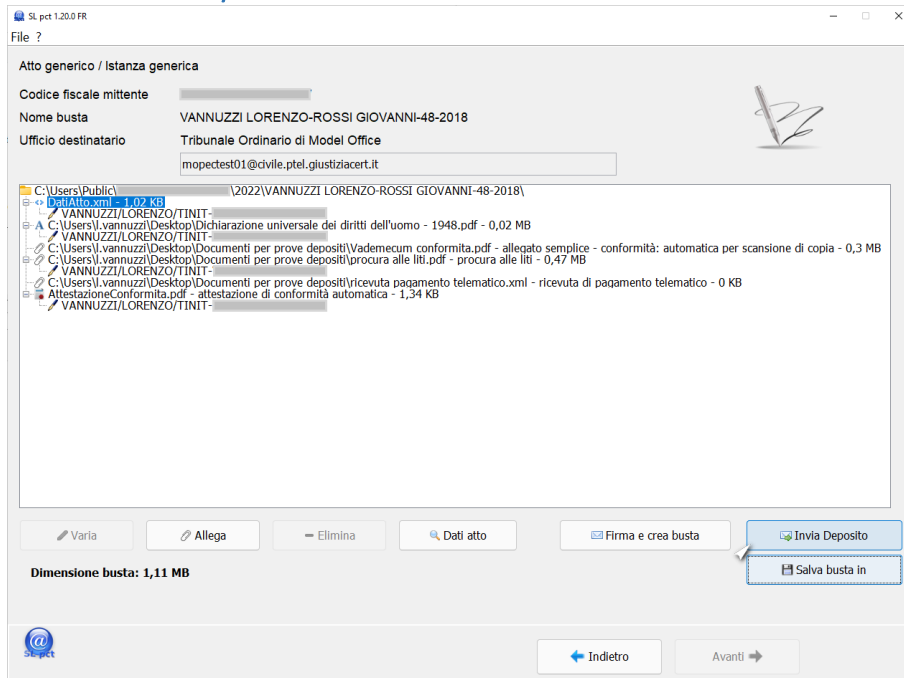 SL pct 1.20.0 FR
File ?
Atto generico / Istanza generica
Codice fiscale mittente
Nome busta VANNUZZI LORENZO-ROSSI GIOVANNI-48-2018
Ufficio destinatario Tribunale Ordinario di Model Office
mopectest01@civile.ptel.giustiziacert.it
C:\Users\Public\ \2022\VANNUZZI LORENZO-ROSSI GIOVANNI-48-2018\
DatiAtto.xml - 1,02 KB
VANNUZZI/LORENZO/TINIT-
A C:\Users\l.vannuzzi\Desktop\Dichiarazione universale dei diritti dell'uomo - 1948.pdf - 0,02 MB
VANNUZZI/LORENZO/TINIT-
C:\Users\l.vannuzzi\Desktop\Documenti per prove depositi\Vademecum conformita.pdf - allegato semplice - conformità: automatica per scansione di copia - 0,3 MB
C:\Users\l.vannuzzi\Desktop\Documenti per prove depositi\procura alle liti.pdf - procura alle liti - 0,47 MB
VANNUZZI/LORENZO/TINIT-
C:\Users\l.vannuzzi\Desktop\Documenti per prove depositi\ricevuta pagamento telematico.xml - ricevuta di pagamento telematico - 0 KB
AttestazioneConformita.pdf - attestazione di conformità automatica - 1,34 KB
VANNUZZI/LORENZO/TINIT-
Varia Allega Elimina Dati atto Firma e crea busta Invia Deposito
Dimensione busta: 1,11 MB Salva busta in
@
SL pct
Indietro Avanti